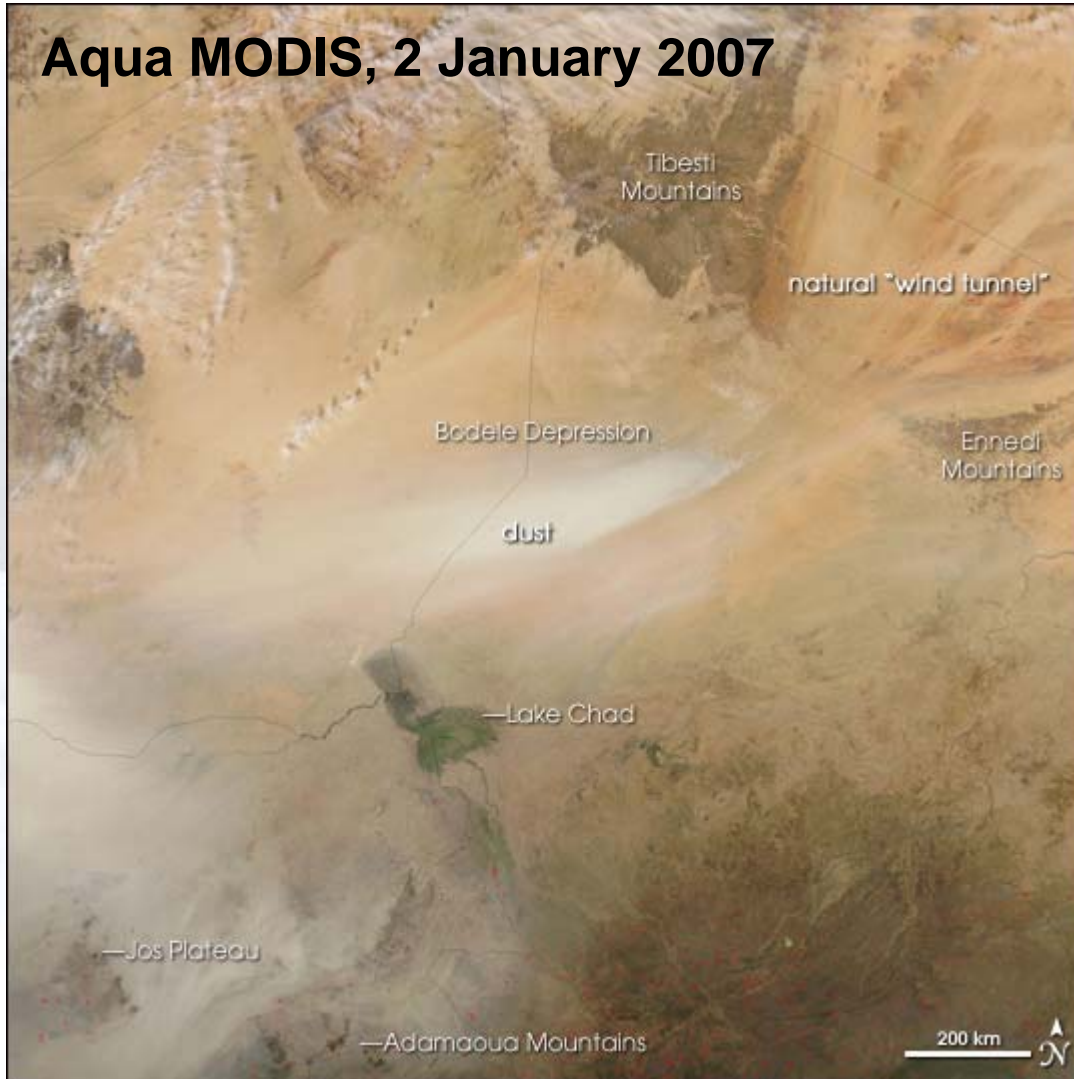 Aqua MODIS, 2 January 2007
Tibesti
Mountains
natural "wind tunnel"
Bodele Depression
Ennedi
Mountains
dust
—Lake Chad
—Jos Plateau
—Adamaoua Mountains
200 km
N